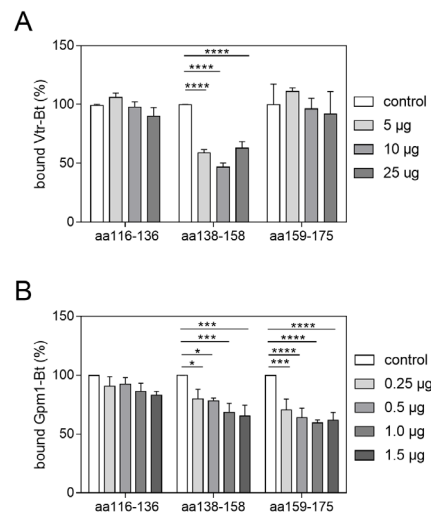 A
bound Vtr-Bt (%)
150
100
50
0
****
****
****
aa116-136
aa138-158
aa159-175
control
5 µg
10 µg
25 ug
B
bound Gpm1-Bt (%)
150
100
50
0
***
***
*
*
****
****
****
***
aa116-136
aa138-158
aa159-175
control
0.25 µg
0.5 µg
1.0 µg
1.5 µg